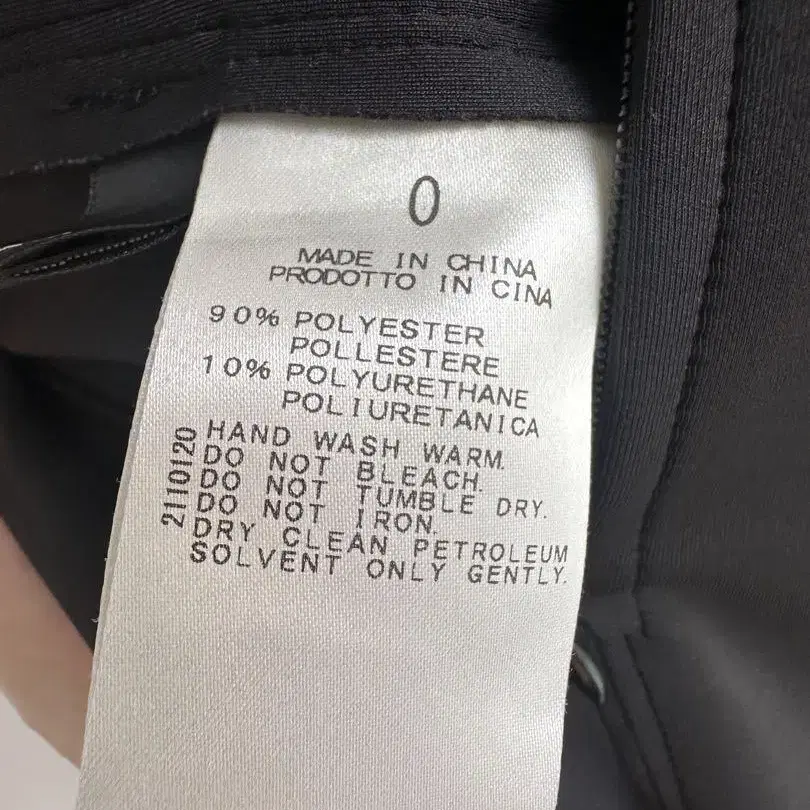 0
MADE IN CHINA
PRODOTTO IN CINA
90% POLYESTER
POLLESTERE
10% POLYURETHANE
POLIURETANICA
HAND WASH WARM.
DO NOT BLEACH.
DO NOT TUMBLE DRY.
DO NOT IRON.
DRY CLEAN PETROLEUM
SOLVENT ONLY GENTLY.
2110120